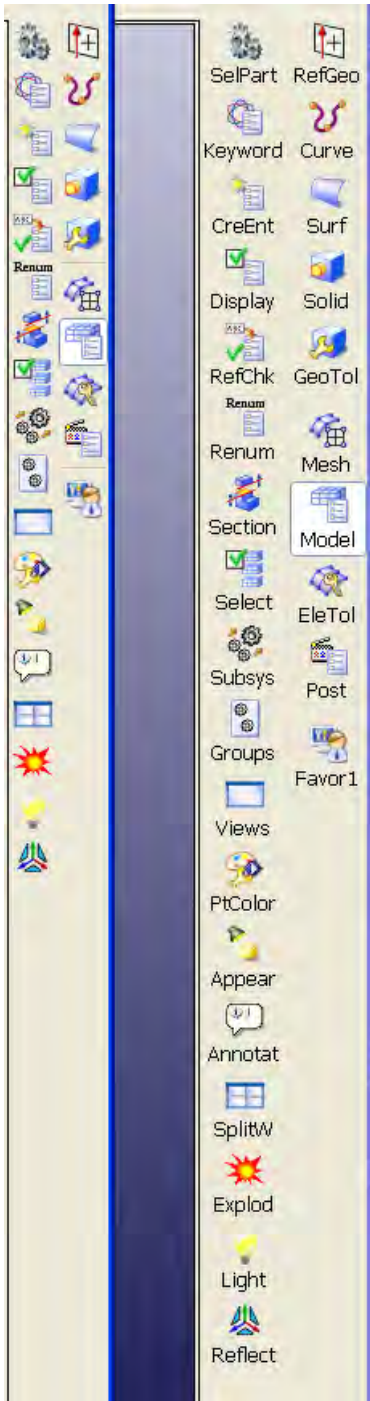 Renum
SelPart RefGeo
Keyword Curve
CreEnt Surf
Display Solid
RefChk GeoTol
Renum
Renum Mesh
Section Model
Select EleTol
Subsys Post
Groups Favor1
Views
PtColor
Appear
Annotat
SplitW
Explod
Light
Reflect